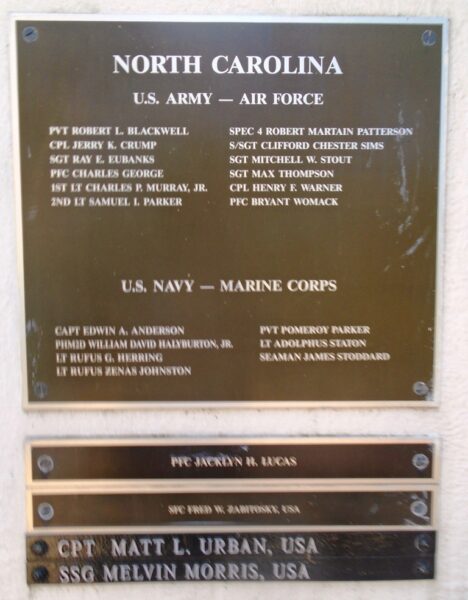 NORTH CAROLINA
U.S. ARMY — AIR FORCE
PVT ROBERT L. BLACKWELL
CPL JERRY K. CRUMP
SGT RAY E. EUBANKS
PFC CHARLES GEORGE
1ST LT CHARLES P. MURRAY, JR.
2ND LT SAMUEL I. PARKER
SPEC 4 ROBERT MARTAIN PATTERSON
S/SGT CLIFFORD CHESTER SIMS
SGT MITCHELL W. STOUT
SGT MAX THOMPSON
CPL HENRY F. WARNER
PFC BRYANT WOMACK
U.S. NAVY — MARINE CORPS
CAPT EDWIN A. ANDERSON
PHMID WILLIAM DAVID HALYBURTON, JR.
LT RUFUS G. HERRING
LT RUFUS ZENAS JOHNSTON
PVT POMEROY PARKER
LT ADOLPHUS STATON
SEAMAN JAMES STODDARD
PFC JACKLYN H. LUCAS
SFC FRED W. ZABITOSKY, USA
CPT MATT L. URBAN, USA
SSG MELVIN MORRIS, USA